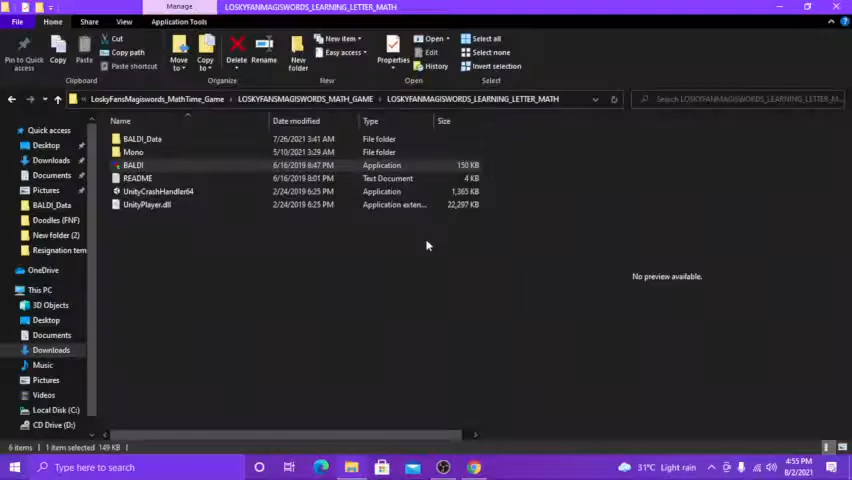 Manage
LOSKYFANMAGISWORDS_LEARNING_LETTER_MATH
File
Home
Share
View
Application Tools
Pin to Quick access
Copy
Paste
Cut
Copy path
Paste shortcut
Move to
Copy to
Delete
Rename
New folder
New item
Easy access
Properties
Open
Edit
History
Select all
Select none
Invert selection
Clipboard
Organize
New
Open
Select
« LoskyFansMagiswords_MathTime_Game > LOSKYFANSMAGISWORDS_MATH_GAME > LOSKYFANMAGISWORDS_LEARNING_LETTER_MATH
Search LOSKYFANMAGISWORDS_LEARNING_LETTER_M...
Name Date modified Type Size
BALDI_Data 7/26/2021 3:41 AM File folder
Mono 5/10/2021 3:29 AM File folder
BALDI 6/16/2019 8:47 PM Application 150 KB
README 6/16/2019 8:01 PM Text Document 4 KB
UnityCrashHandler64 2/24/2019 6:25 PM Application 1,365 KB
UnityPlayer.dll 2/24/2019 6:25 PM Application exten... 22,297 KB
Quick access
Desktop
Downloads
Documents
Pictures
BALDI_Data
Doodles (FNF)
New folder (2)
Resignation tem
OneDrive
This PC
3D Objects
Desktop
Documents
Downloads
Music
Pictures
Videos
Local Disk (C:)
CD Drive (D:)
No preview available.
6 items
1 item selected 149 KB
Type here to search
31°C Light rain
4:55 PM
8/2/2021